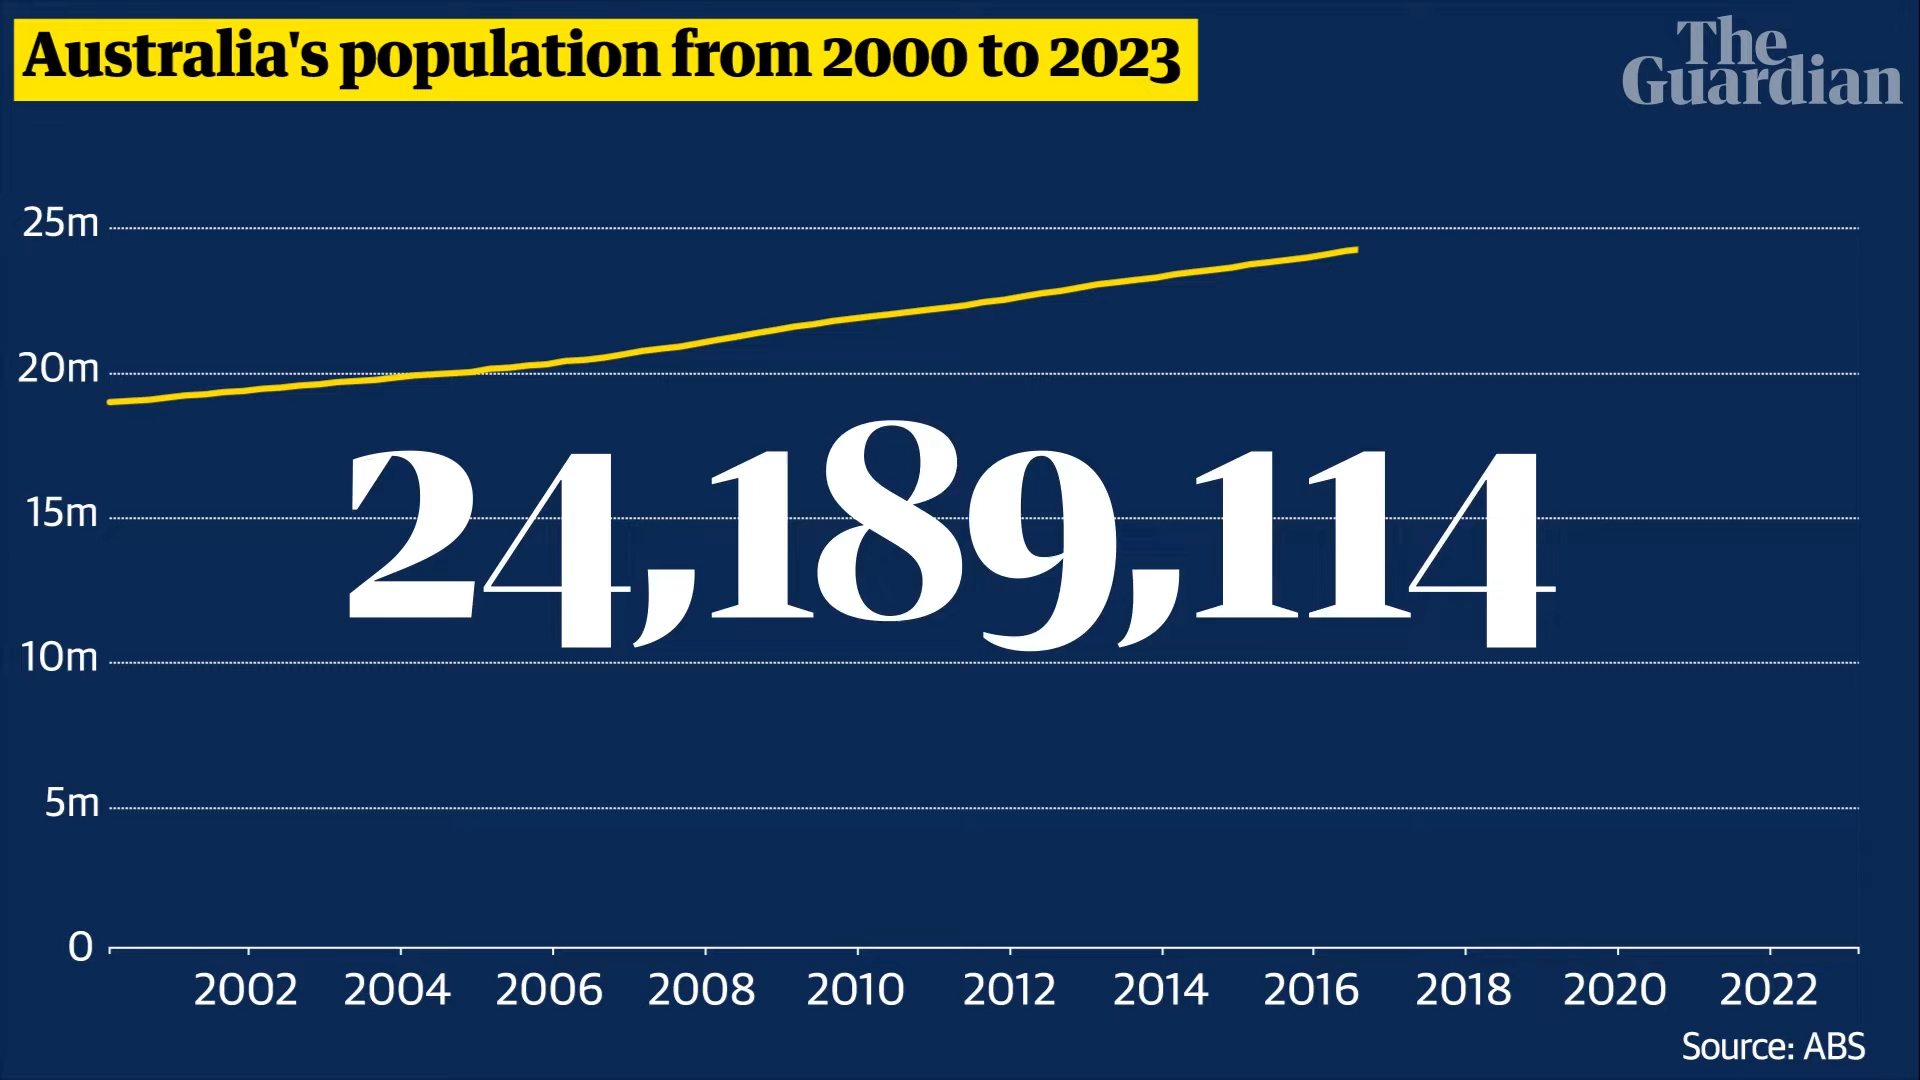 Australia's population from 2000 to 2023
The
Guardian
25m
20m
24,189,114
15m
10m
5m
0
2002 2004 2006 2008 2010 2012 2014 2016 2018 2020 2022
Source: ABS